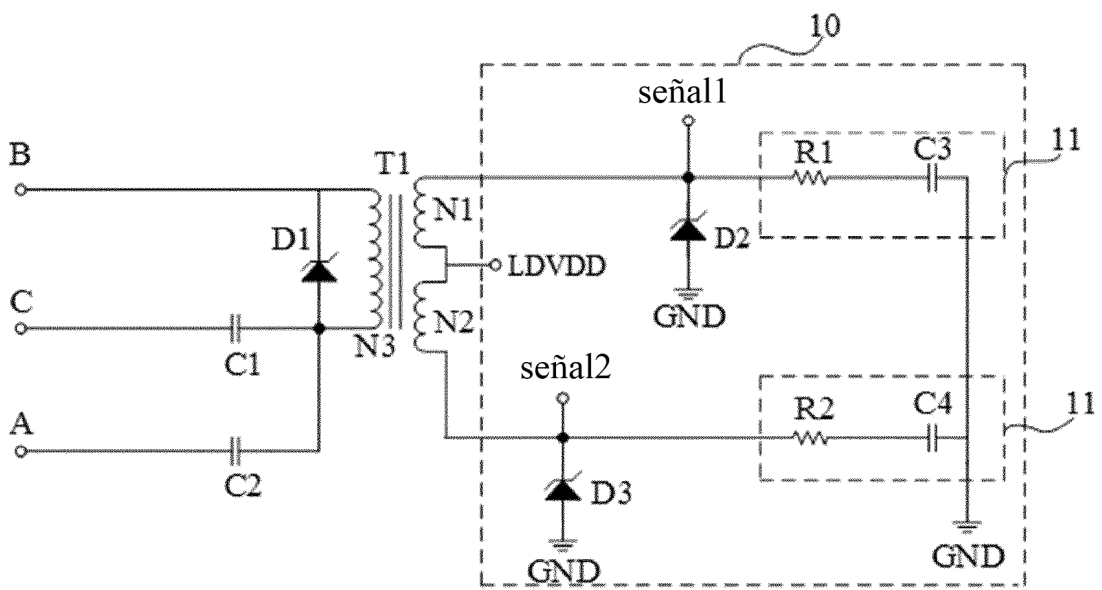 10
señal1
R1
C3
11
B
T1
N1
D1
D2
LDVDD
C
GND
N2
C1
N3
señal2
R2
C4
11
A
C2
D3
GND
GND